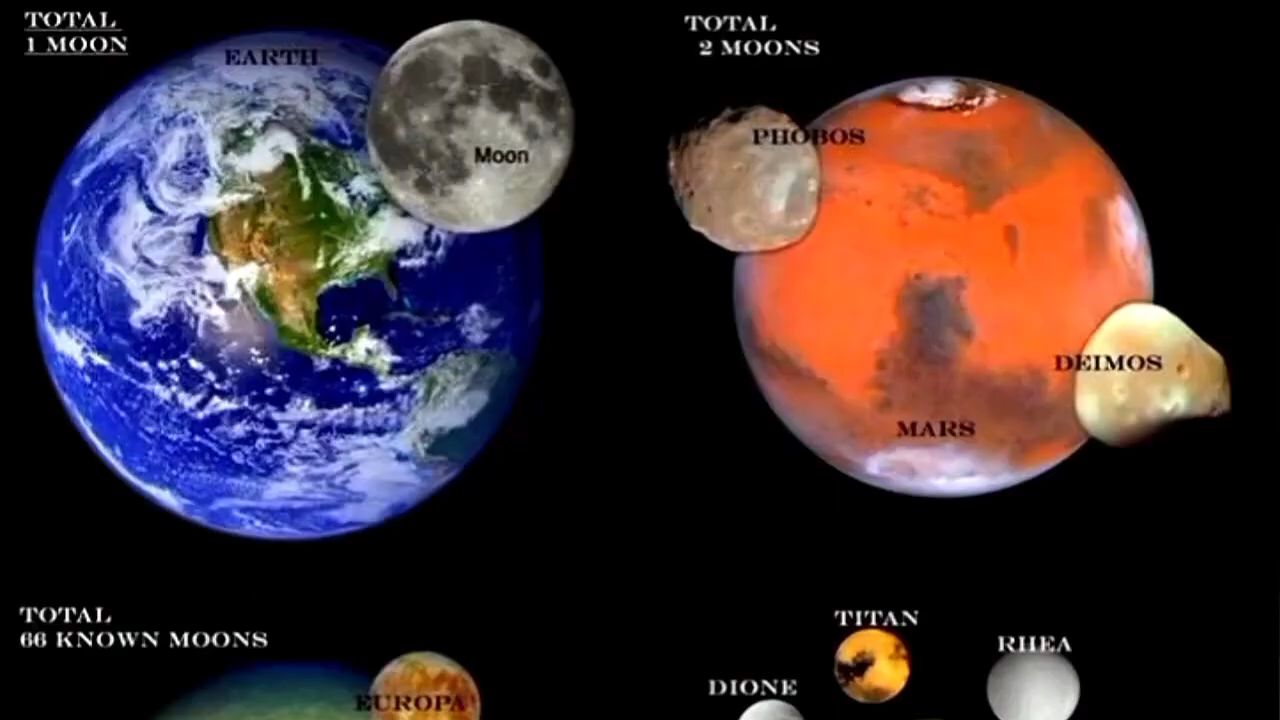 TOTAL
1 MOON
EARTH
Moon
TOTAL
2 MOONS
PHOBOS
DEIMOS
MARS
TOTAL
66 KNOWN MOONS
EUROPA
TITAN
RHEA
DIONE